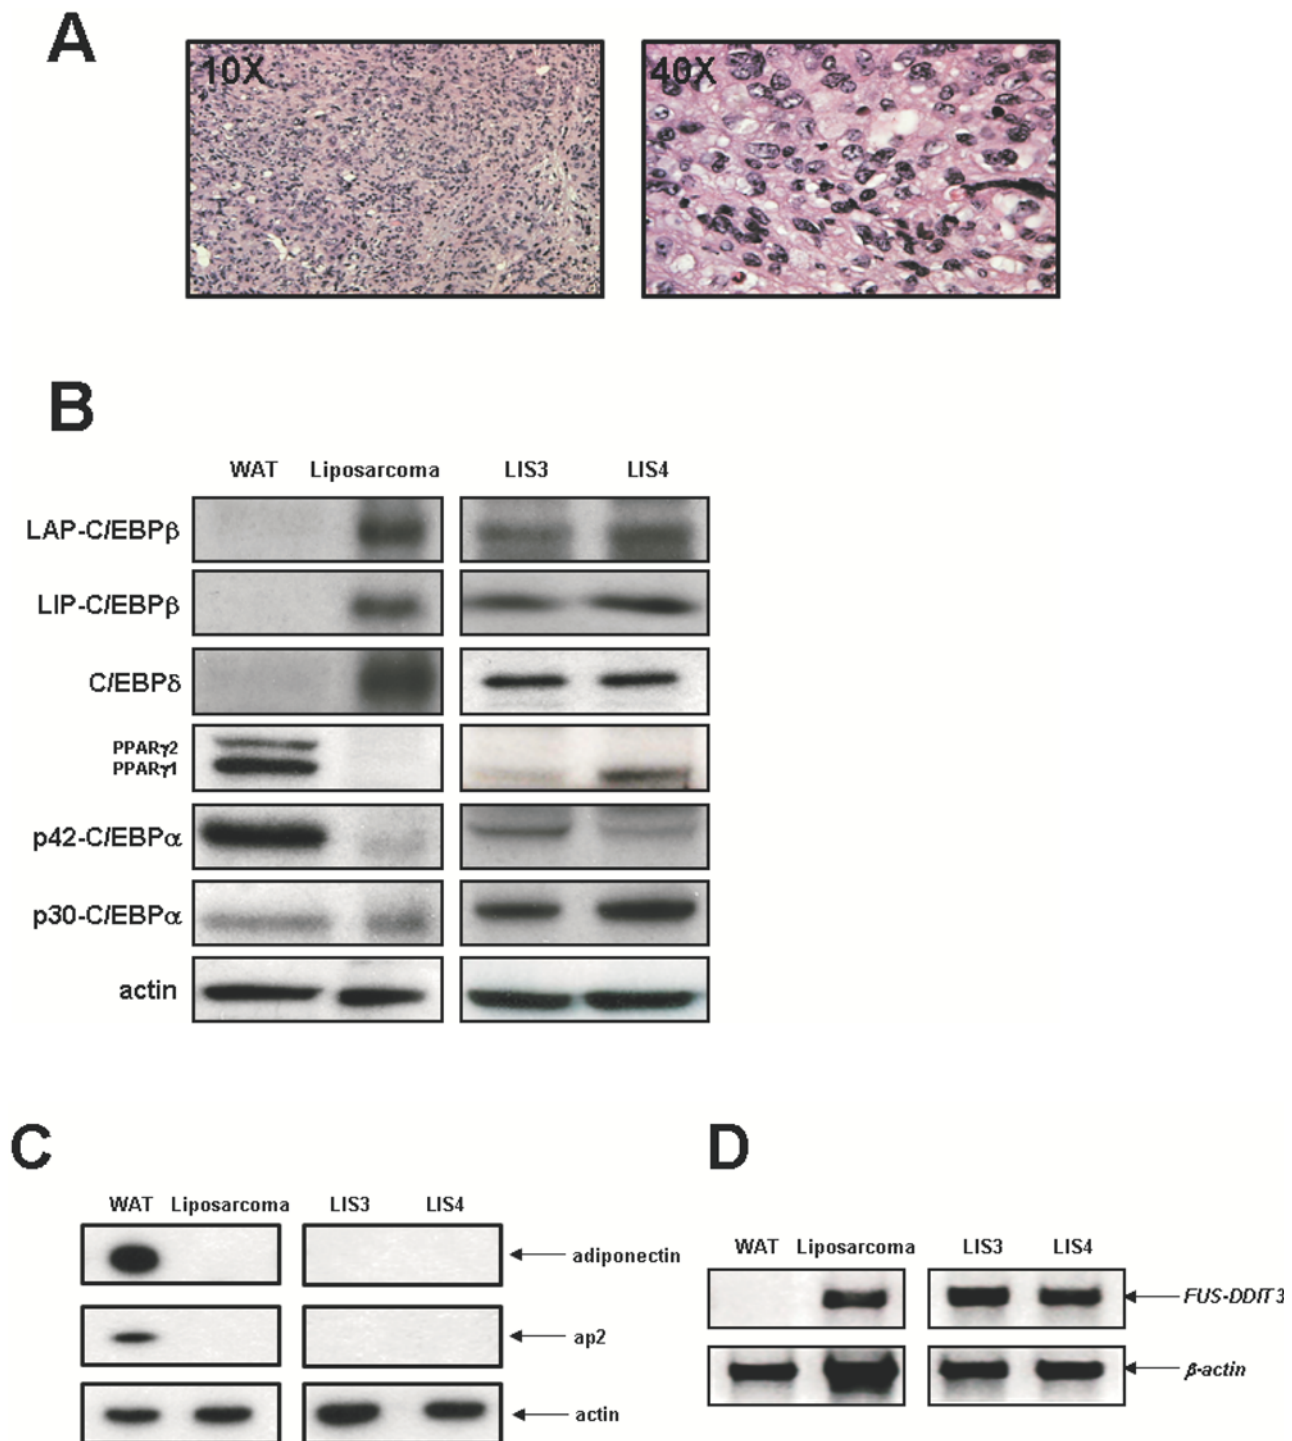 A
10X
40X
B
WAT Liposarcoma LIS3 LIS4
LAP-C/EBPβ
LIP-C/EBPβ
C/EBPδ
PPARγ2
PPARγ1
p42-C/EBPα
p30-C/EBPα
actin
C
WAT Liposarcoma LIS3 LIS4
adiponectin
ap2
actin
D
WAT Liposarcoma LIS3 LIS4
FUS-DDIT3
β-actin